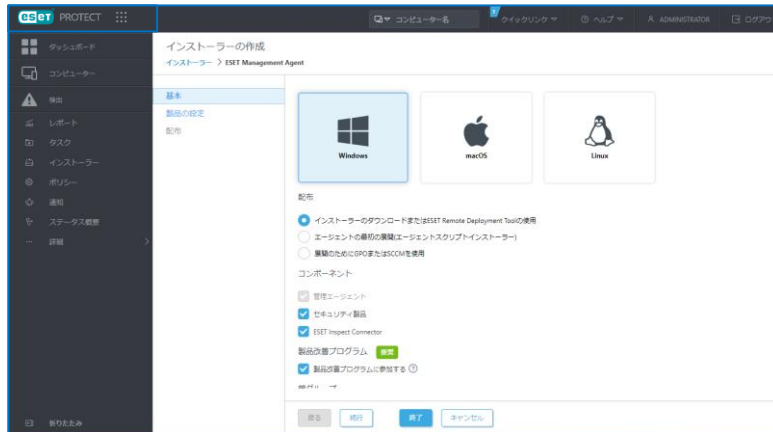 eset PROTECT
コンピューター名
クイックリンク
ヘルプ
ADMINISTRATOR
ログアウ
ダッシュボード
コンピューター
検出
レポート
タスク
インストーラー
ポリシー
通知
ステータス概要
詳細
折りたたみ
インストーラーの作成
インストーラー > ESET Management Agent
基本
製品の設定
配布
Windows
macOS
Linux
配布
インストーラーのダウンロードまたはESET Remote Deployment Toolの使用
エージェントの最初の展開(エージェントスクリプトインストーラー)
展開のためにGPOまたはSCCMを使用
コンポーネント
管理エージェント
セキュリティ製品
ESET Inspect Connector
製品改善プログラム
製品改善プログラムに参加する
戻る
続行
終了
キャンセル